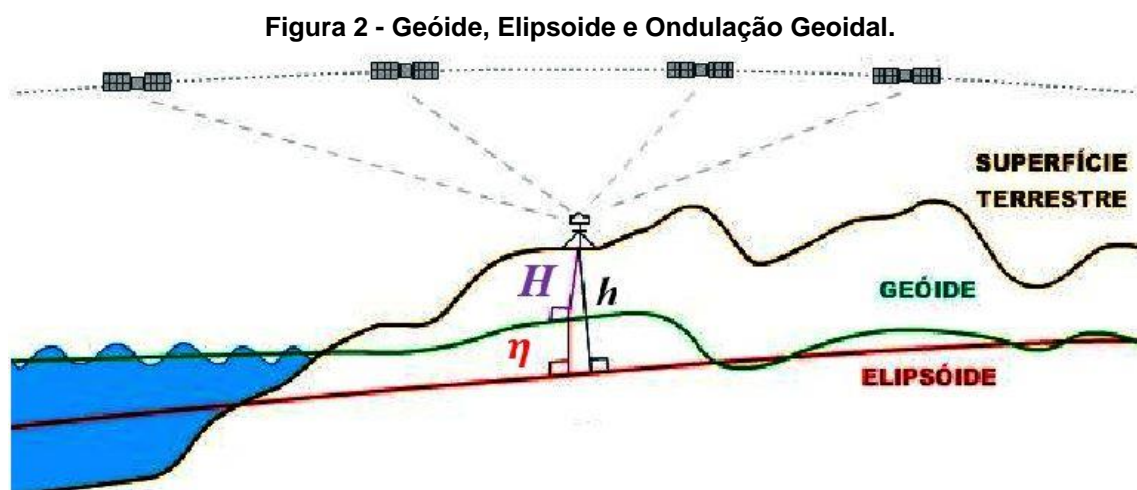 Figura 2 - Geóide, Elipsoide e Ondulação Geoidal.
SUPERFÍCIE
TERRESTRE
H
h
GEÓIDE
η
ELIPSÓIDE